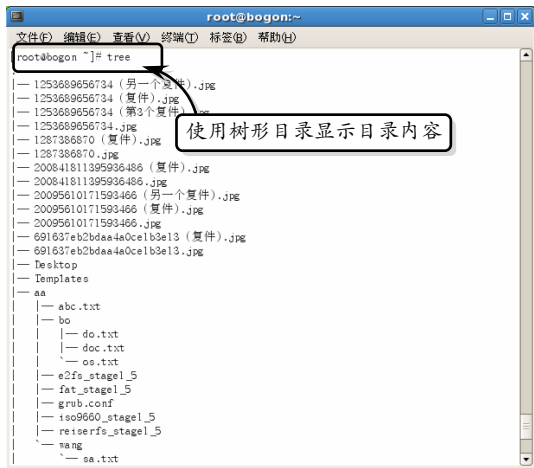 root@bogon:~
文件(F) 编辑(E) 查看(V) 终端(T) 标签(B) 帮助(H)
[root@bogon ~]# tree
.
|-- 1253689656734（另一个复件）.jpg
|-- 1253689656734（复件）.jpg
|-- 1253689656734（第3个复件）.jpg
|-- 1253689656734.jpg
|-- 1287386870（复件）.jpg
|-- 1287386870.jpg
|-- 200841811395936486（复件）.jpg
|-- 200841811395936486.jpg
|-- 20095610171593466（另一个复件）.jpg
|-- 20095610171593466（复件）.jpg
|-- 20095610171593466.jpg
|-- 691637eb2bdaa4a0ce1b3e13（复件）.jpg
|-- 691637eb2bdaa4a0ce1b3e13.jpg
|-- Desktop
|-- Templates
|-- aa
|   |-- abc.txt
|   |-- bo
|   |   |-- do.txt
|   |   |-- doc.txt
|   |   `-- os.txt
|   |-- e2fs_stage1_5
|   |-- fat_stage1_5
|   |-- grub.conf
|   |-- iso9660_stage1_5
|   |-- reiserfs_stage1_5
|   `-- wang
|       `-- sa.txt
使用树形目录显示目录内容